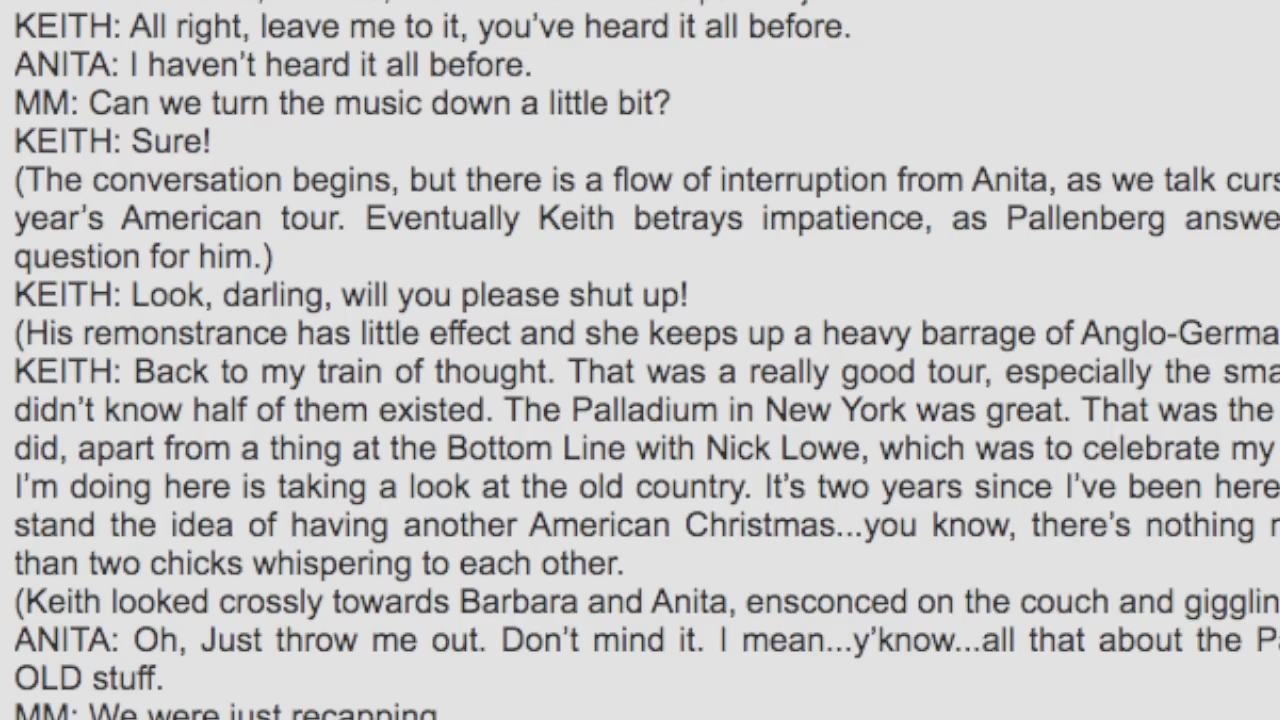 KEITH: All right, leave me to it, you’ve heard it all before.
ANITA: I haven’t heard it all before.
MM: Can we turn the music down a little bit?
KEITH: Sure!
(The conversation begins, but there is a flow of interruption from Anita, as we talk
year’s American tour. Eventually Keith betrays impatience, as Pallenberg
question for him.)
KEITH: Look, darling, will you please shut up!
(His remonstrance has little effect and she keeps up a heavy barrage of
KEITH: Back to my train of thought. That was a really good tour, especially the
didn’t know half of them existed. The Palladium in New York was great. That was the
did, apart from a thing at the Bottom Line with Nick Lowe, which was to celebrate my
I’m doing here is taking a look at the old country. It’s two years since I’ve been here
stand the idea of having another American Christmas...you know, there’s nothing
than two chicks whispering to each other.
(Keith looked crossly towards Barbara and Anita, ensconced on the couch and
ANITA: Oh, Just throw me out. Don’t mind it. I mean...y’know...all that about the
OLD stuff.
MM: We were just recapping